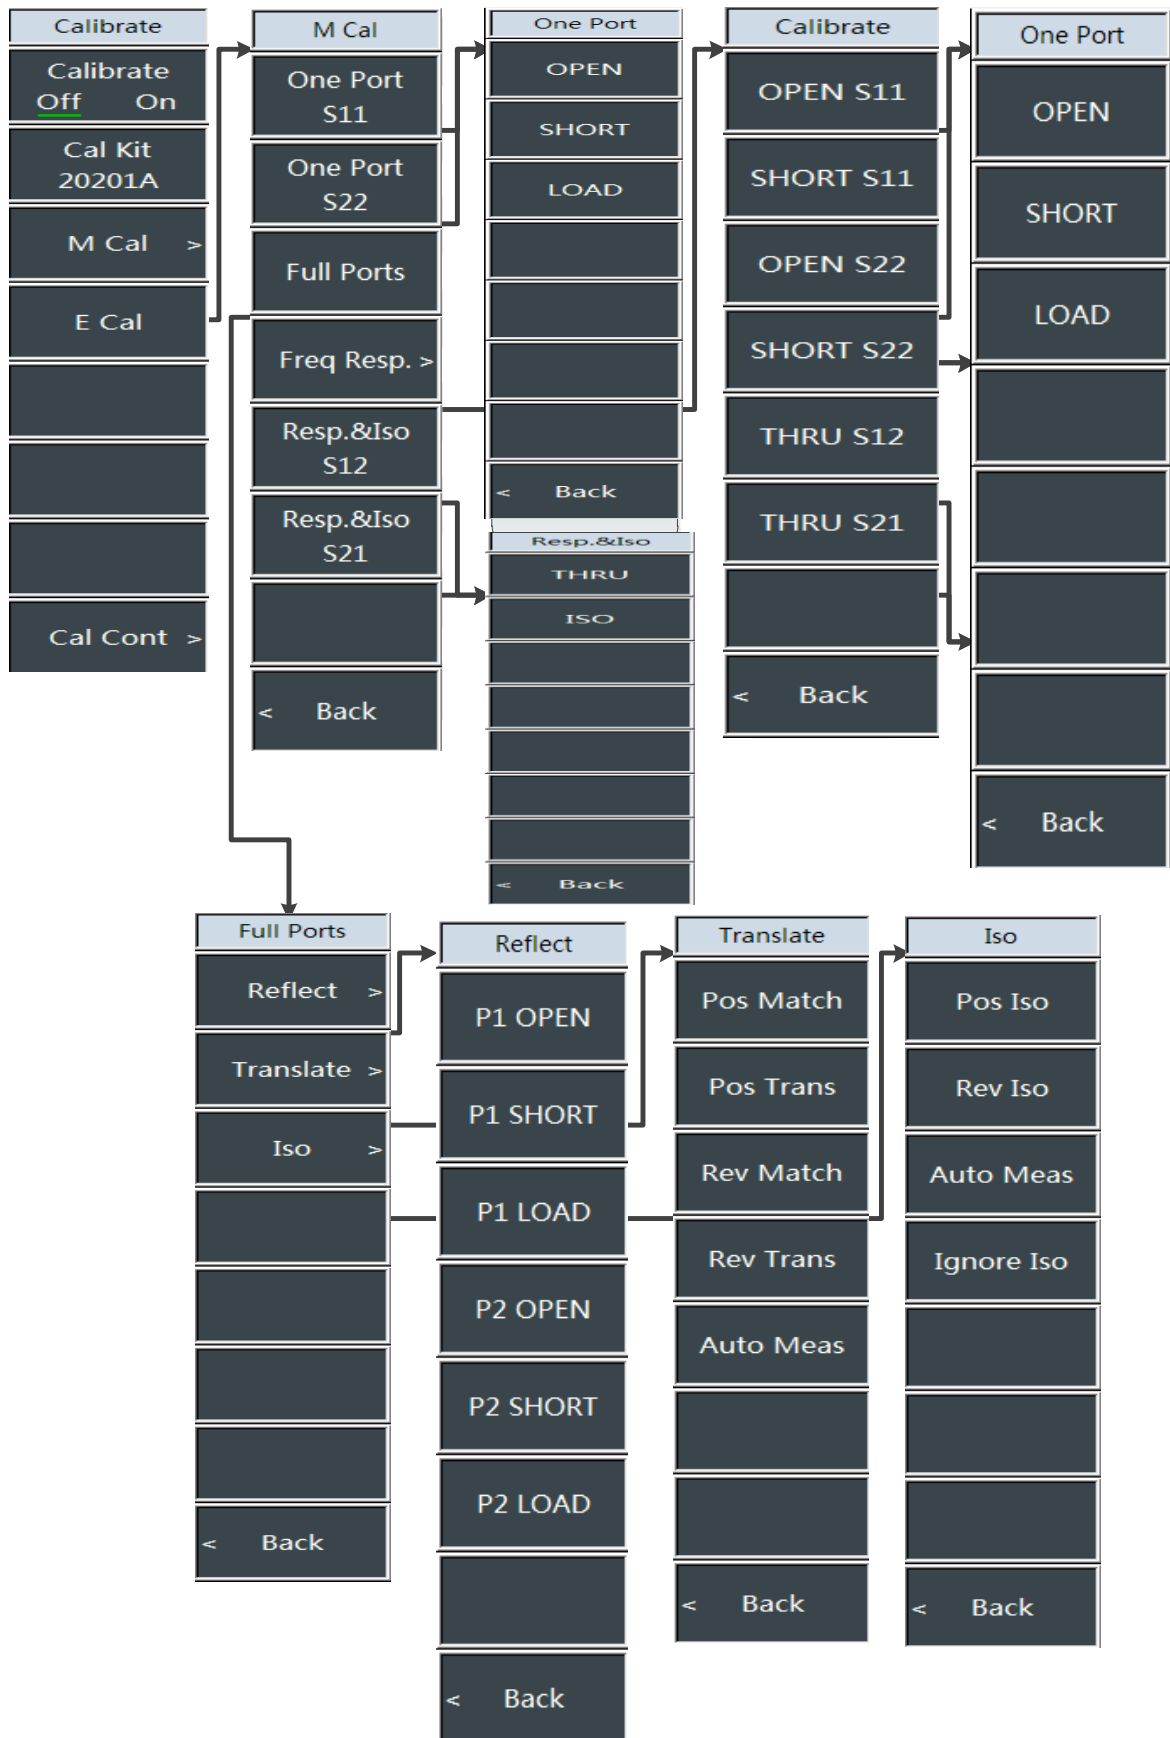 Calibrate
Calibrate
Off On
Cal Kit
20201A
M Cal >
E Cal
Cal Cont >
M Cal
One Port
S11
One Port
S22
Full Ports
Freq Resp. >
Resp.&Iso
S12
Resp.&Iso
S21
< Back
One Port
OPEN
SHORT
LOAD
< Back
Resp.&Iso
THRU
ISO
< Back
Calibrate
OPEN S11
SHORT S11
OPEN S22
SHORT S22
THRU S12
THRU S21
< Back
One Port
OPEN
SHORT
LOAD
< Back
Full Ports
Reflect >
Translate >
Iso >
< Back
Reflect
P1 OPEN
P1 SHORT
P1 LOAD
P2 OPEN
P2 SHORT
P2 LOAD
< Back
Translate
Pos Match
Pos Trans
Rev Match
Rev Trans
Auto Meas
< Back
Iso
Pos Iso
Rev Iso
Auto Meas
Ignore Iso
< Back